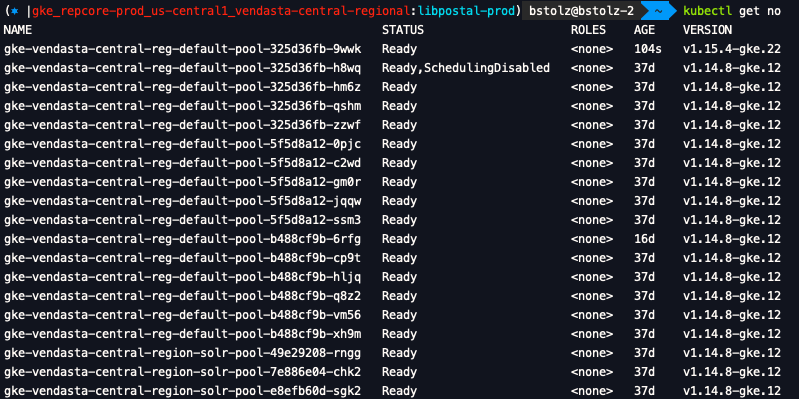 (✱ |gke_repcore-prod_us-central1_vendasta-central-regional:libpostal-prod) bstolz@bstolz-2 ~ kubectl get no
NAME STATUS ROLES AGE VERSION
gke-vendasta-central-reg-default-pool-325d36fb-9wwk Ready <none> 104s v1.15.4-gke.22
gke-vendasta-central-reg-default-pool-325d36fb-h8wq Ready,SchedulingDisabled <none> 37d v1.14.8-gke.12
gke-vendasta-central-reg-default-pool-325d36fb-hm6z Ready <none> 37d v1.14.8-gke.12
gke-vendasta-central-reg-default-pool-325d36fb-qshm Ready <none> 37d v1.14.8-gke.12
gke-vendasta-central-reg-default-pool-325d36fb-zzwf Ready <none> 37d v1.14.8-gke.12
gke-vendasta-central-reg-default-pool-5f5d8a12-0pjc Ready <none> 37d v1.14.8-gke.12
gke-vendasta-central-reg-default-pool-5f5d8a12-c2wd Ready <none> 37d v1.14.8-gke.12
gke-vendasta-central-reg-default-pool-5f5d8a12-gm0r Ready <none> 37d v1.14.8-gke.12
gke-vendasta-central-reg-default-pool-5f5d8a12-jqqw Ready <none> 37d v1.14.8-gke.12
gke-vendasta-central-reg-default-pool-5f5d8a12-ssm3 Ready <none> 37d v1.14.8-gke.12
gke-vendasta-central-reg-default-pool-b488cf9b-6rfg Ready <none> 16d v1.14.8-gke.12
gke-vendasta-central-reg-default-pool-b488cf9b-cp9t Ready <none> 37d v1.14.8-gke.12
gke-vendasta-central-reg-default-pool-b488cf9b-hljq Ready <none> 37d v1.14.8-gke.12
gke-vendasta-central-reg-default-pool-b488cf9b-q8z2 Ready <none> 37d v1.14.8-gke.12
gke-vendasta-central-reg-default-pool-b488cf9b-vm56 Ready <none> 37d v1.14.8-gke.12
gke-vendasta-central-reg-default-pool-b488cf9b-xh9m Ready <none> 37d v1.14.8-gke.12
gke-vendasta-central-region-solr-pool-49e29208-rngg Ready <none> 37d v1.14.8-gke.12
gke-vendasta-central-region-solr-pool-7e886e04-chk2 Ready <none> 37d v1.14.8-gke.12
gke-vendasta-central-region-solr-pool-e8efb60d-sgk2 Ready <none> 37d v1.14.8-gke.12